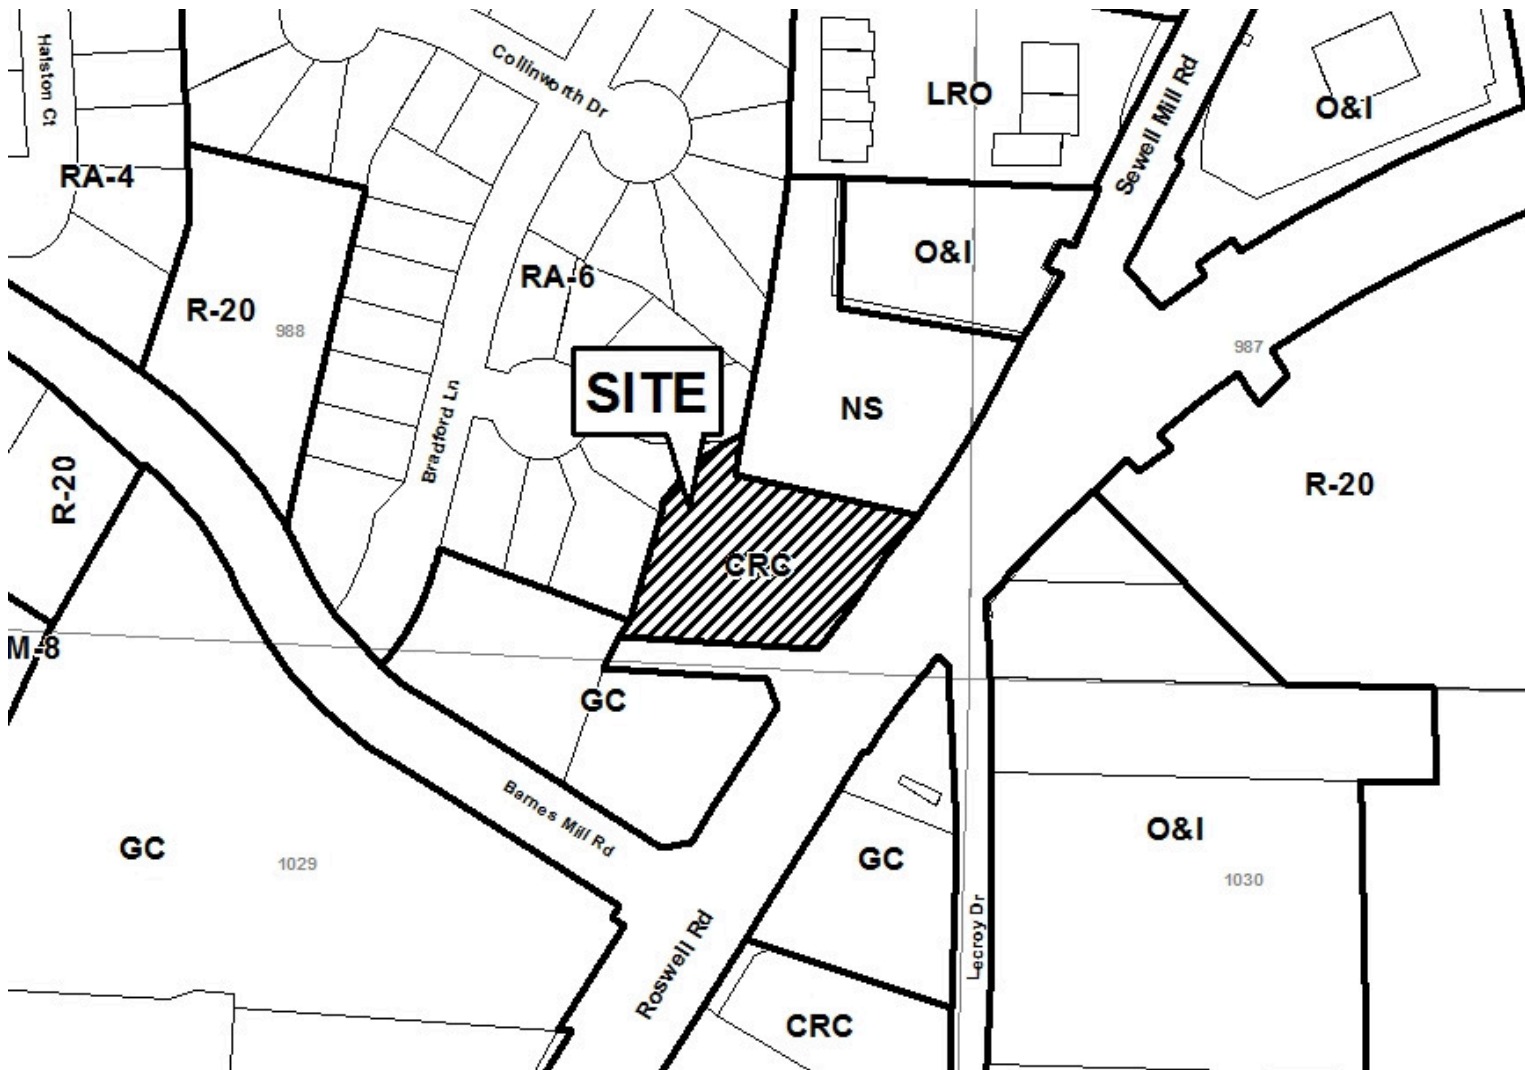 Halston Ct
Collinworth Dr
LRO
Sewell Mill Rd
O&I
RA-4
O&I
RA-6
R-20
988
987
SITE
NS
Bradford Ln
R-20
R-20
CRC
M-8
GC
Barnes Mill Rd
GC
1029
GC
O&I
1030
Lecroy Dr
Roswell Rd
CRC